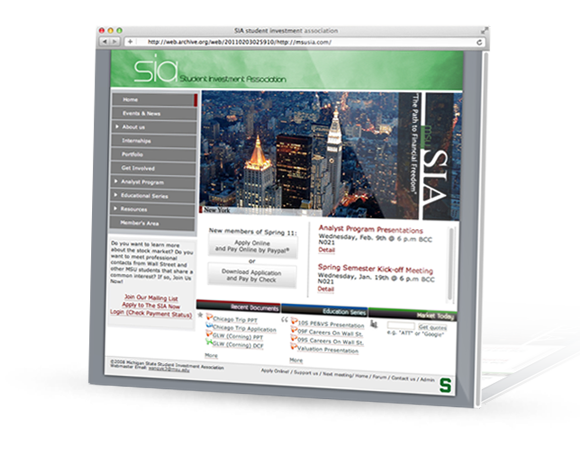 SIA student investment association
http://web.archive.org/web/20110203025910/http://msusia.com/
sia Student Investment Association
Home
Events & News
About us
Internships
Portfolio
Get Involved
Analyst Program
Educational Series
Resources
Member's Area
"The Path to Financial Freedom"
msu SIA
New York
Do you want to learn more
about the stock market? Do you
want to meet professional
contacts from Wall Street and
other MSU students that share a
common interest? If so, Join Us
Now!
Join Our Mailing List
Apply to The SIA Now
Login (Check Payment Status)
New members of Spring 11:
Apply Online
and Pay Online by Paypal®
or
Download Application
and Pay by Check
Analyst Program Presentations
Wednesday, Feb. 9th @ 6 p.m BCC
N021
Detail
Spring Semester Kick-off Meeting
Wednesday, Jan. 19th @ 6 p.m BCC
N021
Detail
Recent Documents
Chicago Trip PPT
Chicago Trip Application
GLW (Corning) PPT
GLW (Corning) DCF
More
Education Series
10S PE&VS Presentation
09F Careers On Wall St.
09S Careers On Wall St.
Valuation Presentation
More
Market Today
Get quotes
e.g. "ATT" or "Google"
©2008 Michigan State Student Investment Association
Webmaster Email:
Apply Online! / Support us / Next meeting/ Home / Forum / Contact us / Admin
S